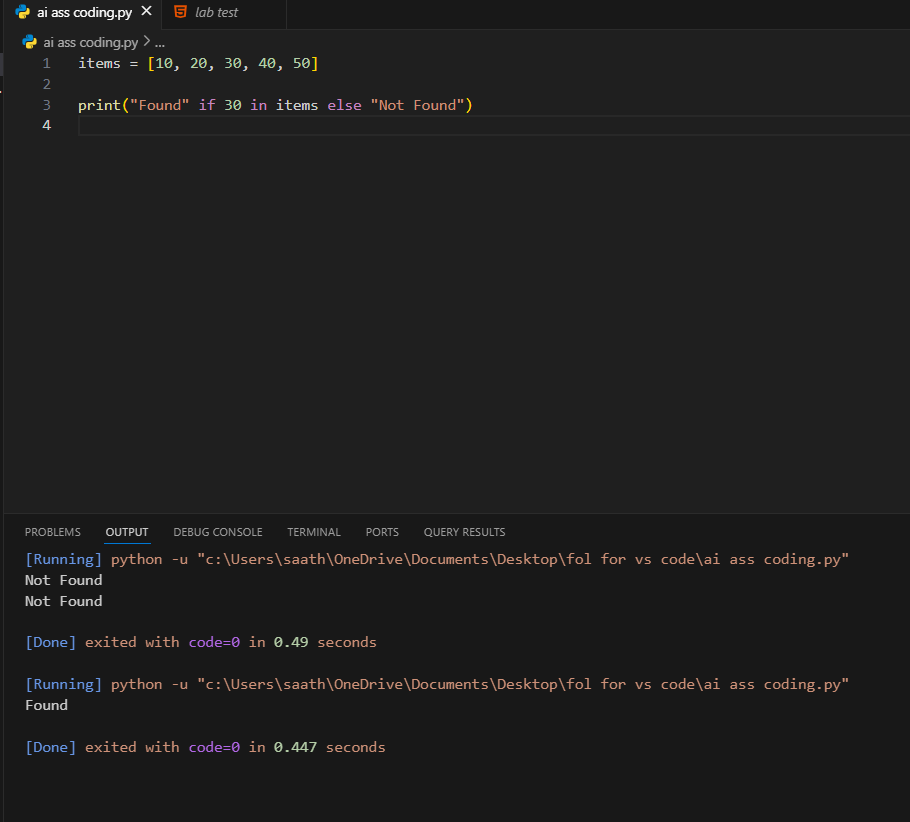 ai ass coding.py
lab test
ai ass coding.py > ...
1 items = [10, 20, 30, 40, 50]
2
3 print("Found" if 30 in items else "Not Found")
4
PROBLEMS OUTPUT DEBUG CONSOLE TERMINAL PORTS QUERY RESULTS
[Running] python -u "c:\Users\saath\OneDrive\Documents\Desktop\fol for vs code\ai ass coding.py"
Not Found
Not Found
[Done] exited with code=0 in 0.49 seconds
[Running] python -u "c:\Users\saath\OneDrive\Documents\Desktop\fol for vs code\ai ass coding.py"
Found
[Done] exited with code=0 in 0.447 seconds